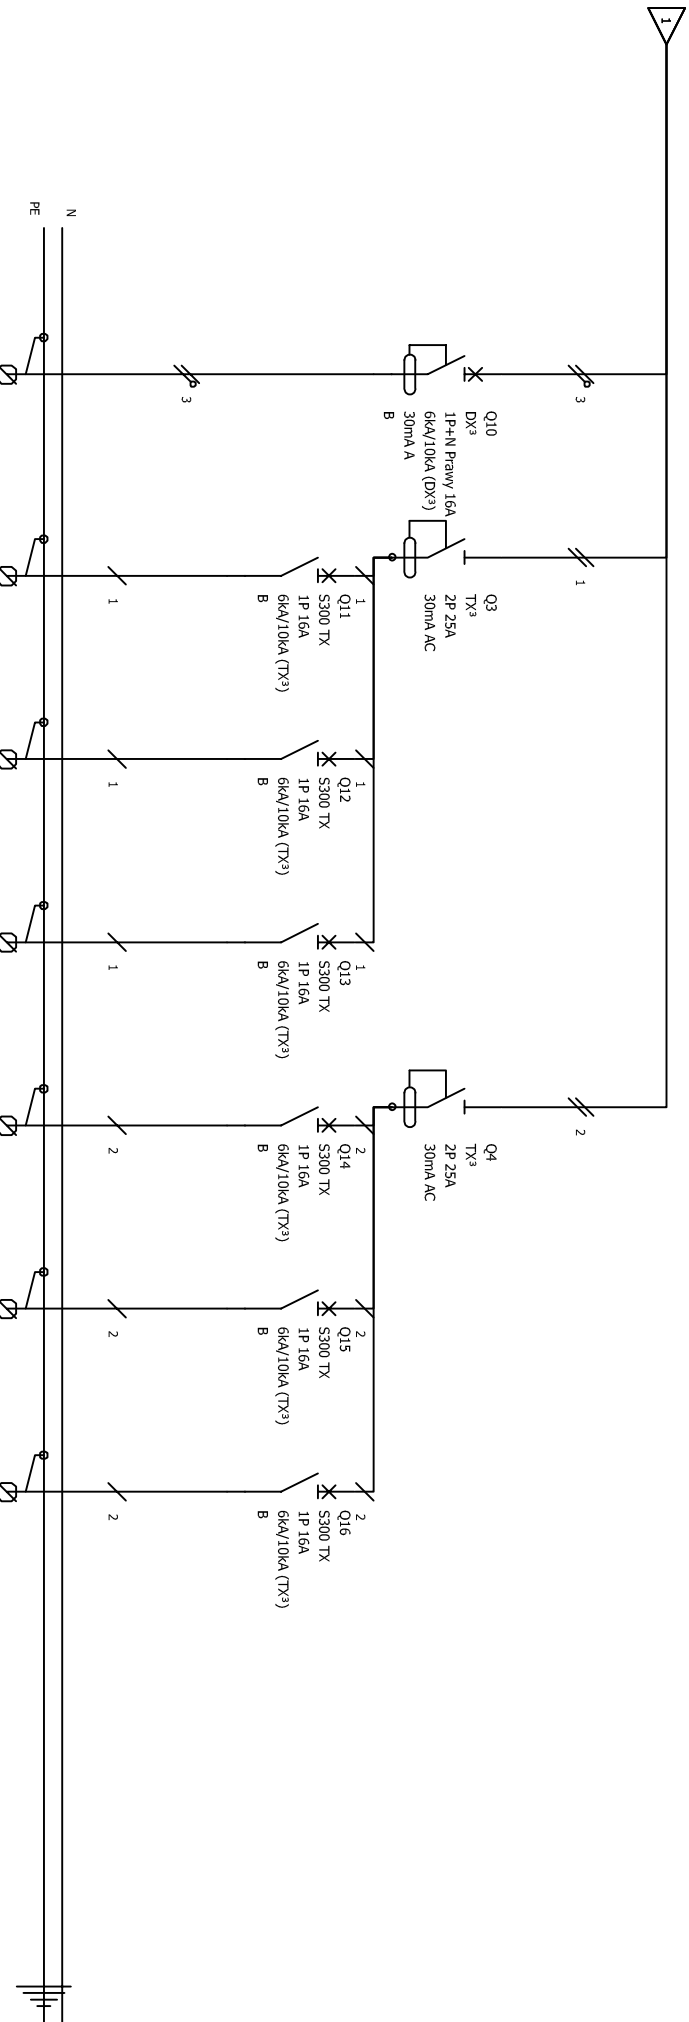 1
N
PE
3
3
Q10
DX³
1P+N Prawy 16A
6kA/10kA (DX³)
30mA A
B
1
Q3
TX³
2P 25A
30mA AC
1
Q11
S300 TX
1P 16A
6kA/10kA (TX³)
B
1
1
Q12
S300 TX
1P 16A
6kA/10kA (TX³)
B
1
1
Q13
S300 TX
1P 16A
6kA/10kA (TX³)
B
1
2
Q4
TX³
2P 25A
30mA AC
2
Q14
S300 TX
1P 16A
6kA/10kA (TX³)
B
2
2
Q15
S300 TX
1P 16A
6kA/10kA (TX³)
B
2
2
Q16
S300 TX
1P 16A
6kA/10kA (TX³)
B
2